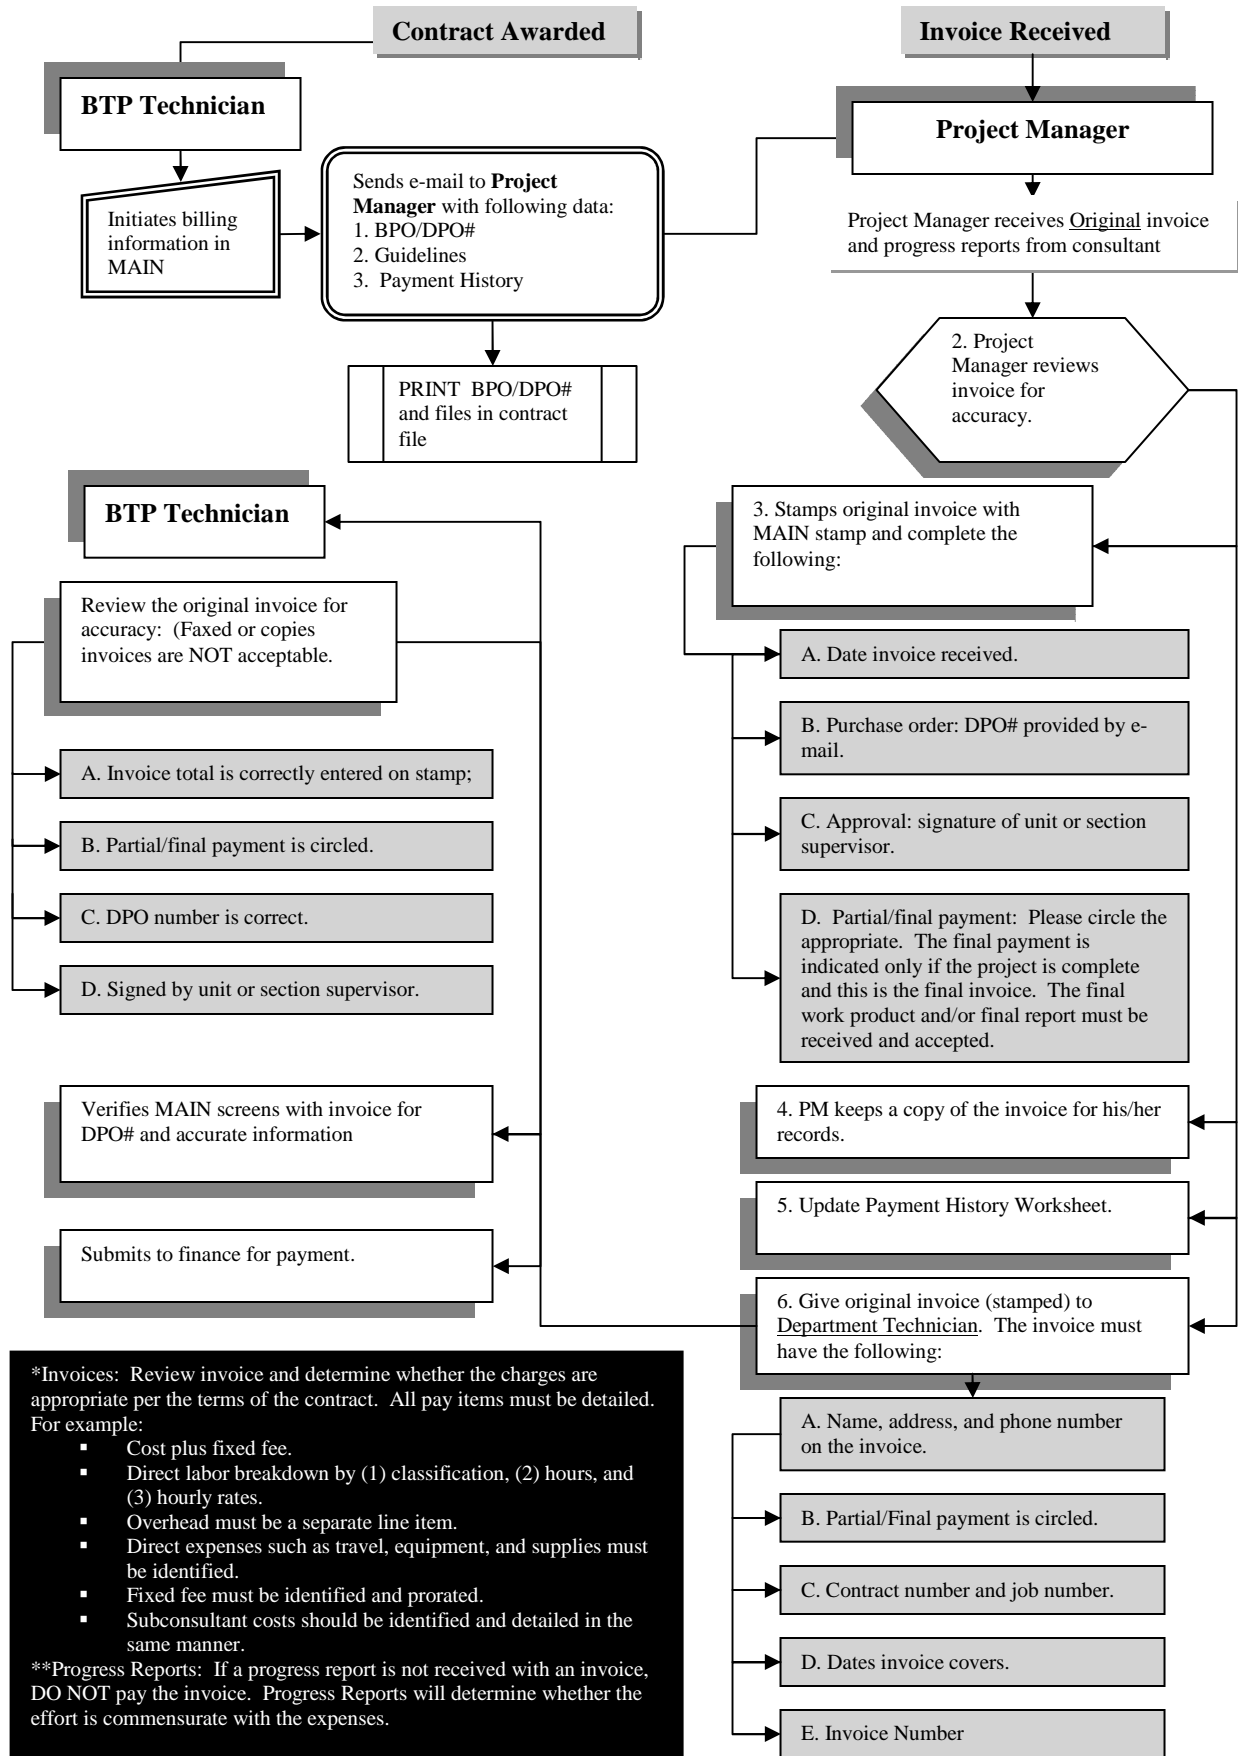 Contract Awarded
BTP Technician
Initiates billing
information in
MAIN
Sends e-mail to Project
Manager with following data:
1. BPO/DPO#
2. Guidelines
3. Payment History
PRINT BPO/DPO#
and files in contract
file
Invoice Received
Project Manager
Project Manager receives Original invoice
and progress reports from consultant
2. Project
Manager reviews
invoice for
accuracy.
3. Stamps original invoice with
MAIN stamp and complete the
following:
A. Date invoice received.
B. Purchase order: DPO# provided by e-
mail.
C. Approval: signature of unit or section
supervisor.
D. Partial/final payment: Please circle the
appropriate. The final payment is
indicated only if the project is complete
and this is the final invoice. The final
work product and/or final report must be
received and accepted.
4. PM keeps a copy of the invoice for his/her
records.
5. Update Payment History Worksheet.
6. Give original invoice (stamped) to
Department Technician. The invoice must
have the following:
A. Name, address, and phone number
on the invoice.
B. Partial/Final payment is circled.
C. Contract number and job number.
D. Dates invoice covers.
E. Invoice Number
BTP Technician
Review the original invoice for
accuracy: (Faxed or copies
invoices are NOT acceptable.
A. Invoice total is correctly entered on stamp;
B. Partial/final payment is circled.
C. DPO number is correct.
D. Signed by unit or section supervisor.
Verifies MAIN screens with invoice for
DPO# and accurate information
Submits to finance for payment.
*Invoices: Review invoice and determine whether the charges are
appropriate per the terms of the contract. All pay items must be detailed.
For example:
▪ Cost plus fixed fee.
▪ Direct labor breakdown by (1) classification, (2) hours, and
(3) hourly rates.
▪ Overhead must be a separate line item.
▪ Direct expenses such as travel, equipment, and supplies must
be identified.
▪ Fixed fee must be identified and prorated.
▪ Subconsultant costs should be identified and detailed in the
same manner.
**Progress Reports: If a progress report is not received with an invoice,
DO NOT pay the invoice. Progress Reports will determine whether the
effort is commensurate with the expenses.